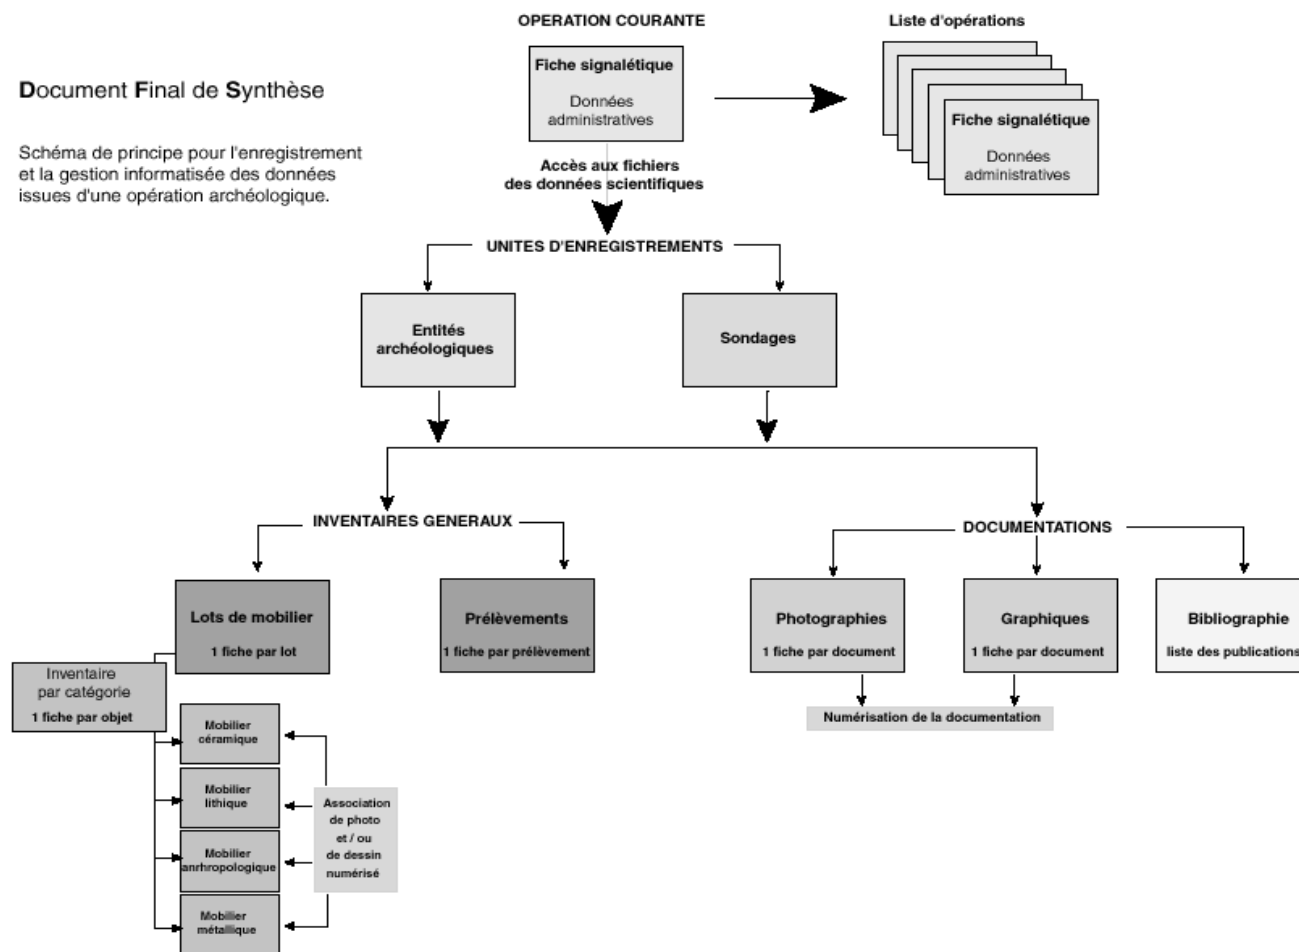 Document Final de Synthèse
Schéma de principe pour l'enregistrement
et la gestion informatisée des données
issues d'une opération archéologique.
OPERATION COURANTE
Fiche signalétique
Données
administratives
Liste d'opérations
Fiche signalétique
Données
administratives
Accès aux fichiers
des données scientifiques
UNITES D'ENREGISTREMENTS
Entités
archéologiques
Sondages
INVENTAIRES GENERAUX
DOCUMENTATIONS
Lots de mobilier
1 fiche par lot
Prélèvements
1 fiche par prélèvement
Photographies
1 fiche par document
Graphiques
1 fiche par document
Bibliographie
liste des publications
Inventaire
par catégorie
1 fiche par objet
Numérisation de la documentation
Mobilier
céramique
Mobilier
lithique
Mobilier
anrhropologique
Mobilier
métallique
Association
de photo
et / ou
de dessin
numérisé